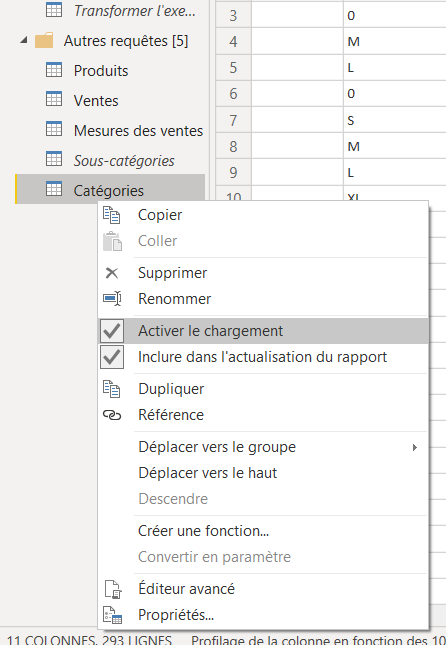 Transformer l'exe...
Autres requêtes [5]
Produits
Ventes
Mesures des ventes
Sous-catégories
Catégories
3 0
4 M
5 L
6 0
7 S
8 M
9 L
10 XL
Copier
Coller
Supprimer
Renommer
Activer le chargement
Inclure dans l'actualisation du rapport
Dupliquer
Référence
Déplacer vers le groupe
Déplacer vers le haut
Descendre
Créer une fonction...
Convertir en paramètre
Éditeur avancé
Propriétés...
11 COLONNES, 293 LIGNES Profilage de la colonne en fonction des 10